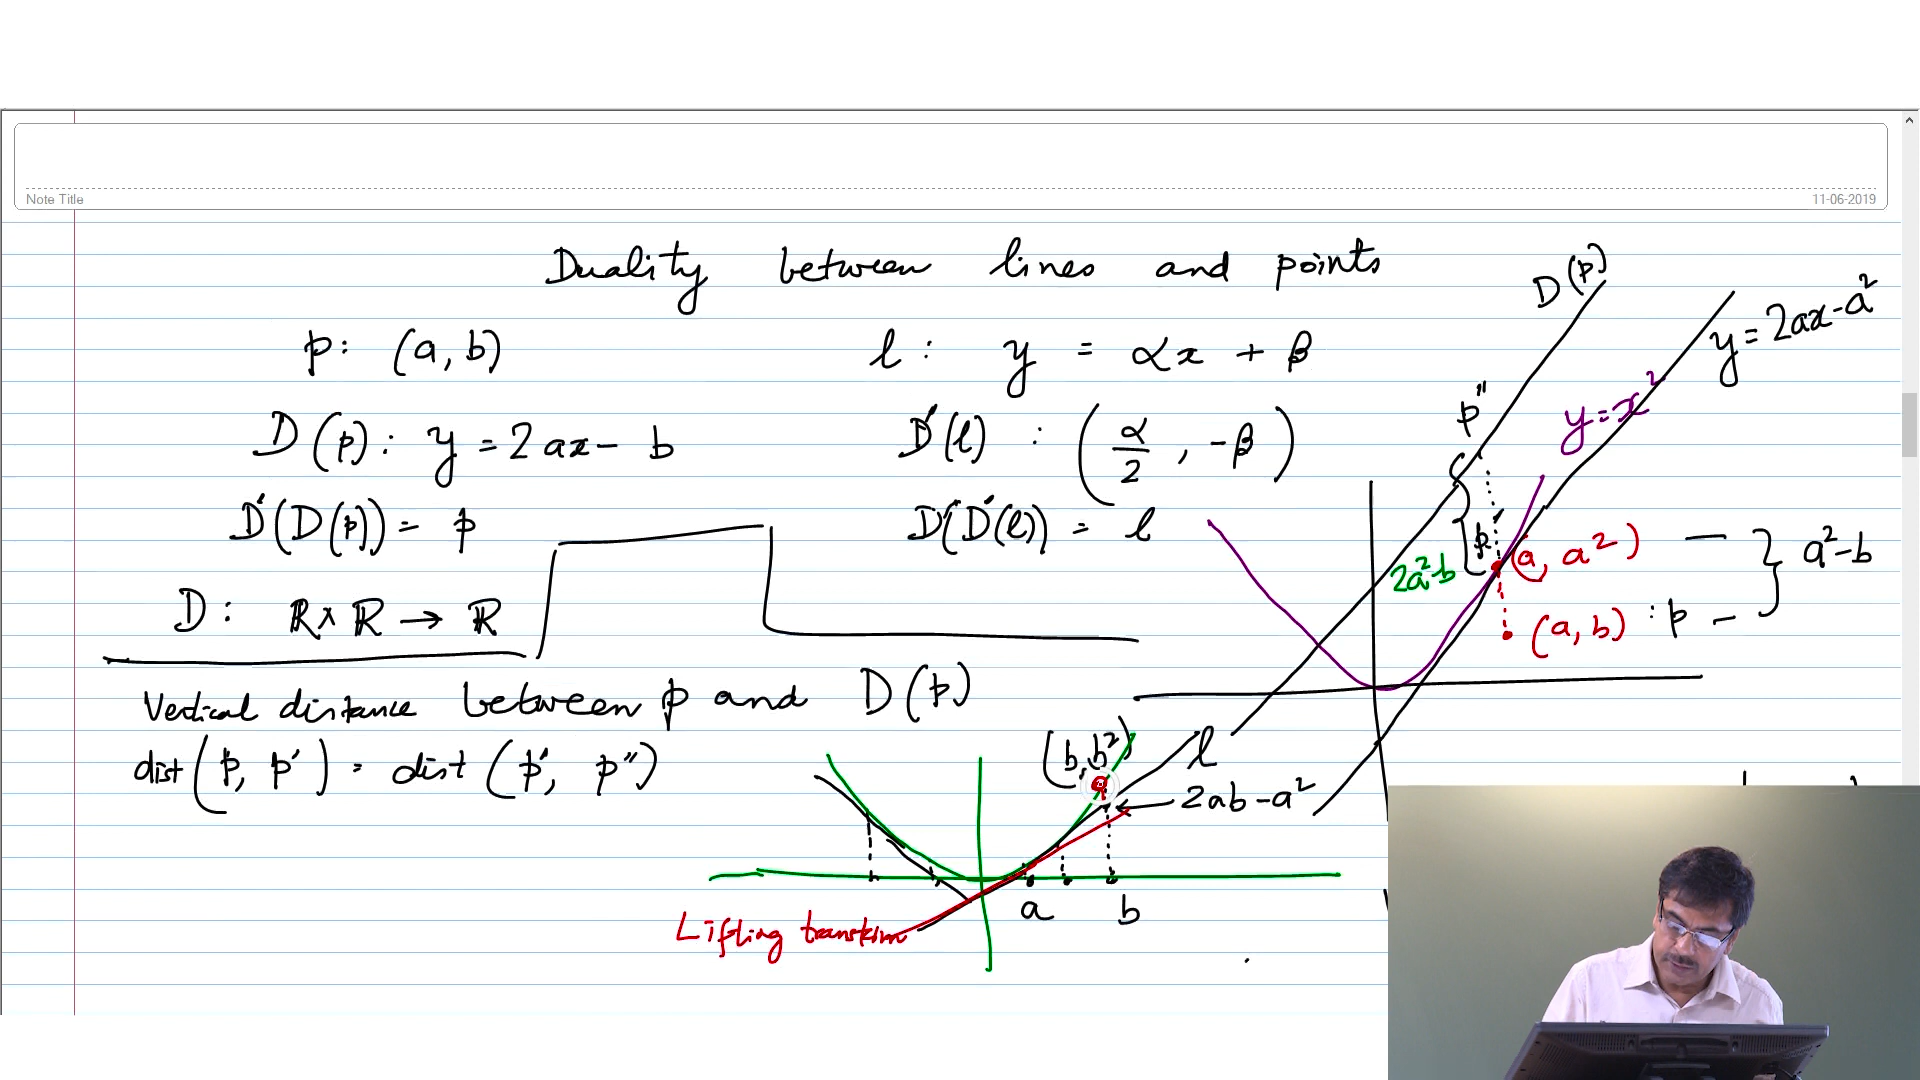 Note Title
11-06-2019
Duality between lines and points
p: (a, b)
l: y = αx + β
D(p): y = 2ax - b
D'(l) : (α/2, -β)
D'(D(p)) = p
D(D'(l)) = l
D: ℝ×ℝ → ℝ
Vertical distance between p and D(p)
dist(p, p') = dist(p', p'')
D(p)
y = 2ax - a²
p''
y = x²
2a²-b
p'
(a, a²)
a²-b
(a, b) : p
(b, b²)
q
l
2ab - a²
a
b
Lifting transform